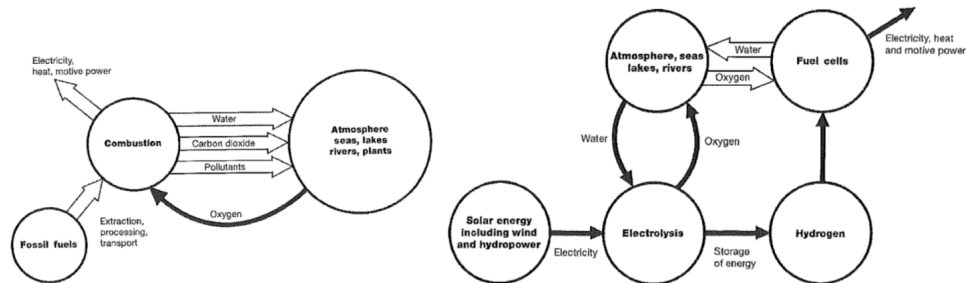 Electricity,
heat, motive power
Combustion
Water
Carbon dioxide
Pollutants
Atmosphere
seas, lakes
rivers, plants
Oxygen
Extraction,
processing,
transport
Fossil fuels
Atmosphere, seas
lakes, rivers
Water
Oxygen
Fuel cells
Electricity, heat
and motive power
Water
Oxygen
Solar energy
including wind
and hydropower
Electricity
Electrolysis
Storage
of energy
Hydrogen